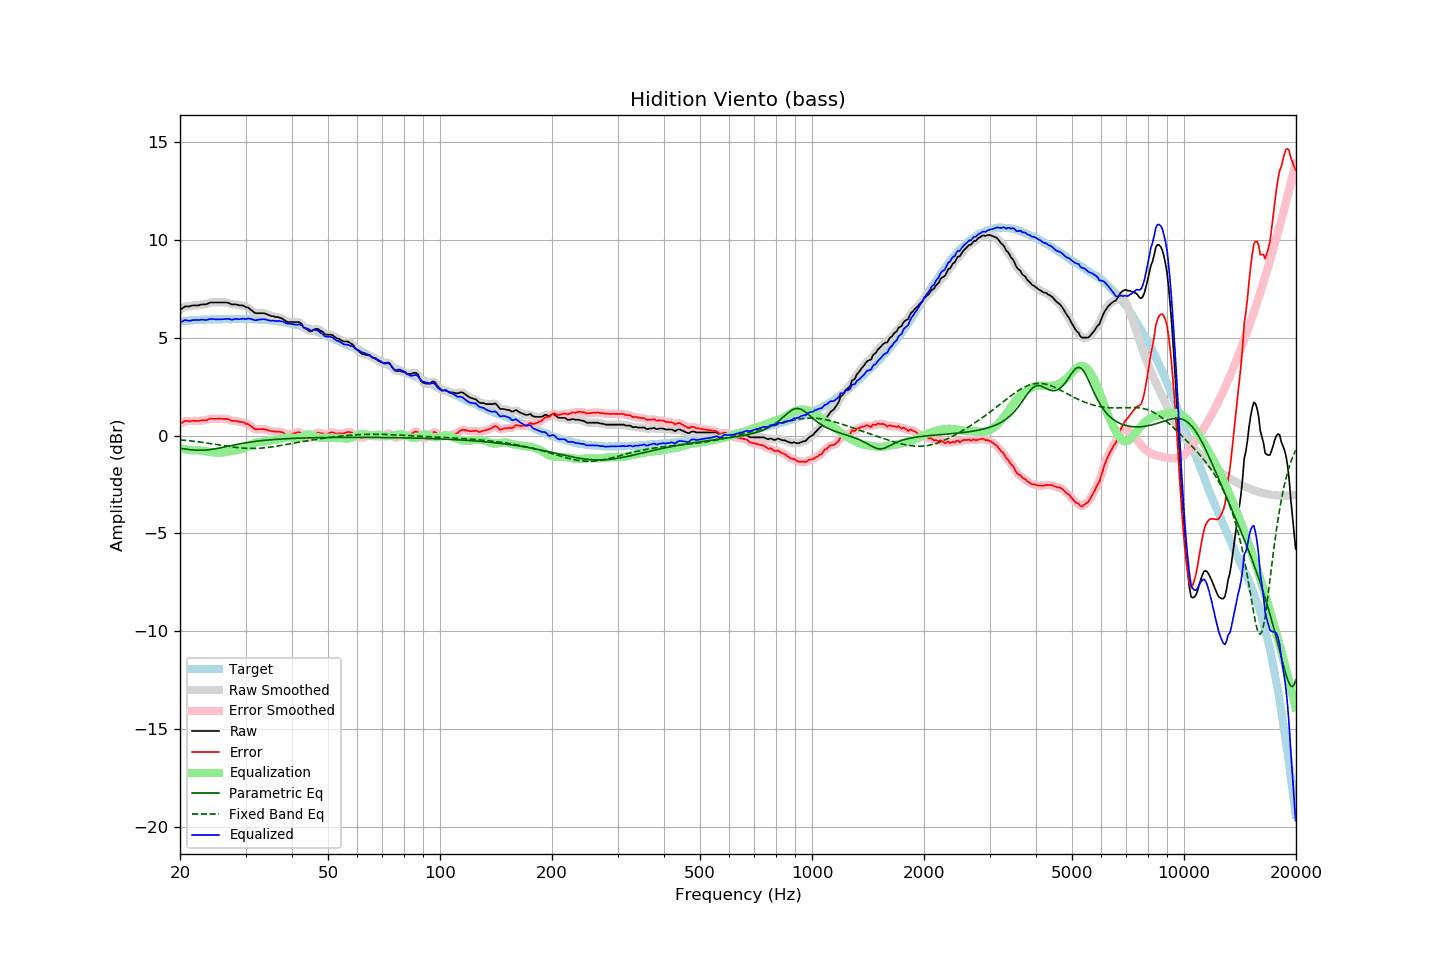 Hidition Viento (bass)
15
10
5
0
−5
−10
−15
−20
Amplitude (dBr)
Target
Raw Smoothed
Error Smoothed
Raw
Error
Equalization
Parametric Eq
Fixed Band Eq
Equalized
20 50 100 200 500 1000 2000 5000 10000 20000
Frequency (Hz)